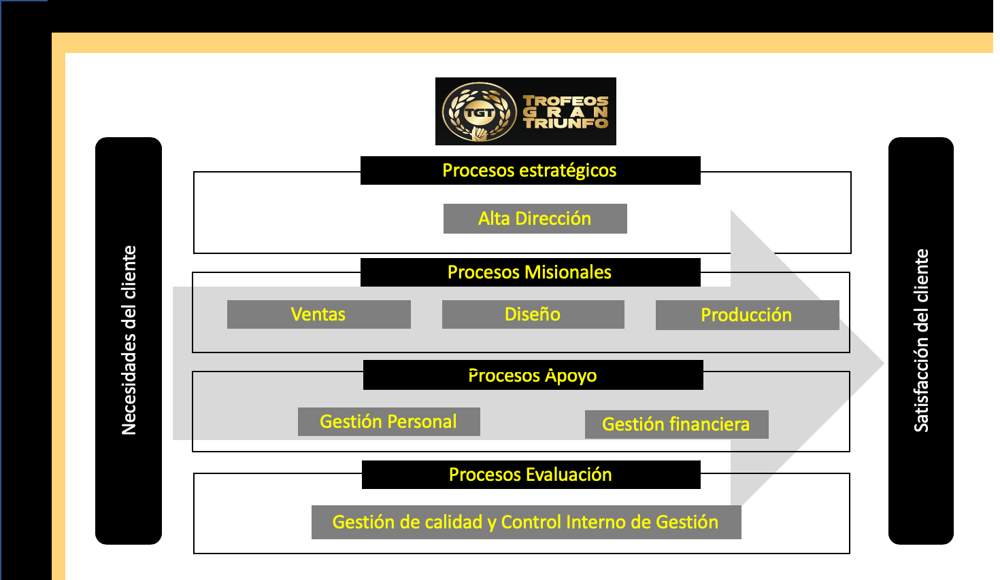 TGT
TROFEOS
GRAN
TRIUNFO
Procesos estratégicos
Alta Dirección
Necesidades del cliente
Procesos Misionales
Ventas
Diseño
Producción
Procesos Apoyo
Gestión Personal
Gestión financiera
Procesos Evaluación
Gestión de calidad y Control Interno de Gestión
Satisfacción del cliente